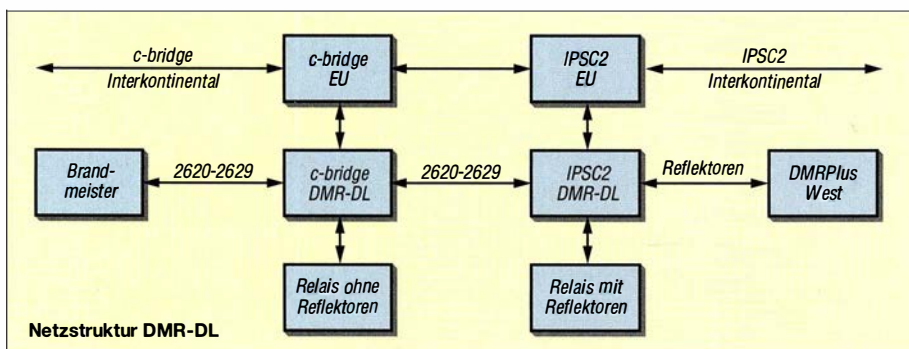 c-bridge
Interkontinental
c-bridge
EU
IPSC2
EU
IPSC2
Interkontinental
Brand-
meister
2620-2629
c-bridge
DMR-DL
2620-2629
IPSC2
DMR-DL
Reflektoren
DMRPlus
West
Relais ohne
Reflektoren
Relais mit
Reflektoren
Netzstruktur DMR-DL